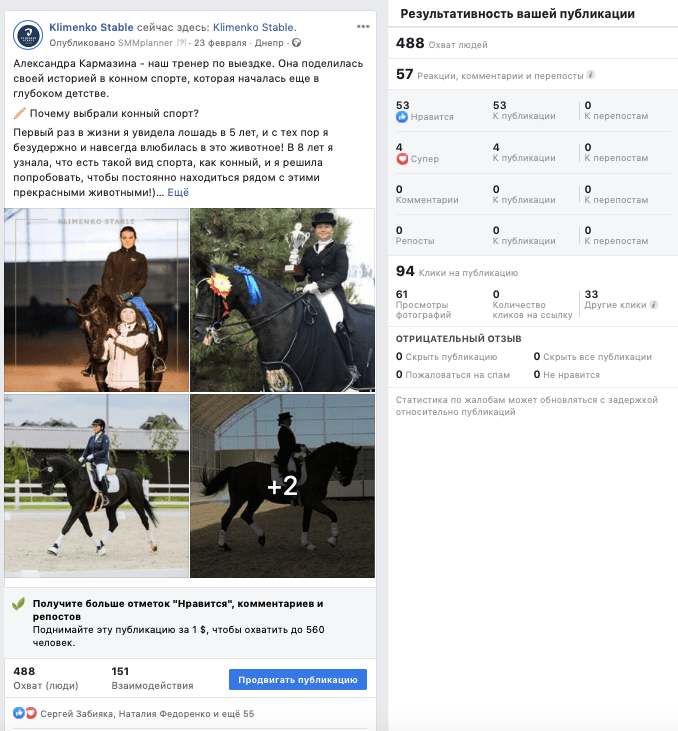 Klimenko Stable сейчас здесь: Klimenko Stable.
Опубликовано SMMplanner [?] · 23 февраля · Днепр ·
Александра Кармазина - наш тренер по выездке. Она поделилась
своей историей в конном спорте, которая началась еще в
глубоком детстве.
Почему выбрали конный спорт?
Первый раз в жизни я увидела лошадь в 5 лет, и с тех пор я
безудержно и навсегда влюбилась в это животное! В 8 лет я
узнала, что есть такой вид спорта, как конный, и я решила
попробовать, чтобы постоянно находиться рядом с этими
прекрасными животными!)... Ещё
KLIMENKO STABLE
+2
Получите больше отметок "Нравится", комментариев и
репостов
Поднимайте эту публикацию за 1 $, чтобы охватить до 560
человек.
488
Охват (люди)
151
Взаимодействия
Продвигать публикацию
Сергей Забияка, Наталия Федоренко и ещё 55
Результативность вашей публикации
488 Охват людей
57 Реакции, комментарии и перепосты
53 53 0
Нравится К публикации К перепостам
4 4 0
Супер К публикации К перепостам
0 0 0
Комментарии К публикации К перепостам
0 0 0
Репосты К публикации К перепостам
94 Клики на публикацию
61 0 33
Просмотры Количество Другие клики
фотографий кликов на ссылку
ОТРИЦАТЕЛЬНЫЙ ОТЗЫВ
0 Скрыть публикацию 0 Скрыть все публикации
0 Пожаловаться на спам 0 Не нравится
Статистика по жалобам может обновляться с задержкой
относительно публикаций